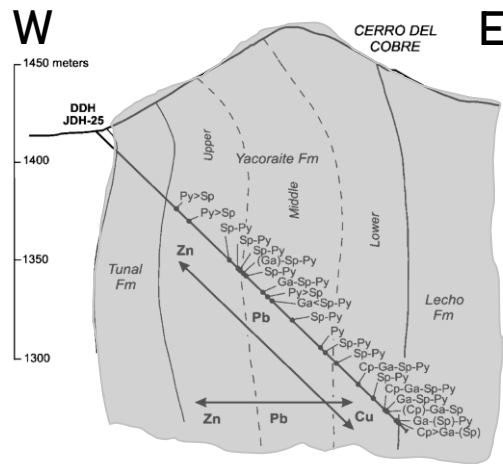 W
E
CERRO DEL
COBRE
1450 meters
DDH
JDH-25
1400
Upper
Yacoraite Fm
Middle
Lower
Py>Sp
Py>Sp
Sp-Py
Sp-Py
Sp-Py
(Ga)-Sp-Py
Sp-Py
Ga-Sp-Py
Py>Sp
Ga<Sp-Py
Sp-Py
Zn
1350
Tunal
Fm
Lecho
Fm
Pb
Py
Sp-Py
Sp-Py
1300
Cp-Ga-Sp-Py
Sp-Py
Cp-Ga-Sp-Py
Ga-Sp-Py
(Cp)-Ga-Sp
Ga-(Sp)-Py
Cp>Ga-(Sp)
Zn
Pb
Cu